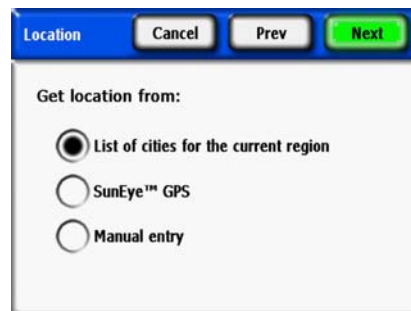 Location Cancel Prev Next
Get location from:
List of cities for the current region
SunEye™ GPS
Manual entry